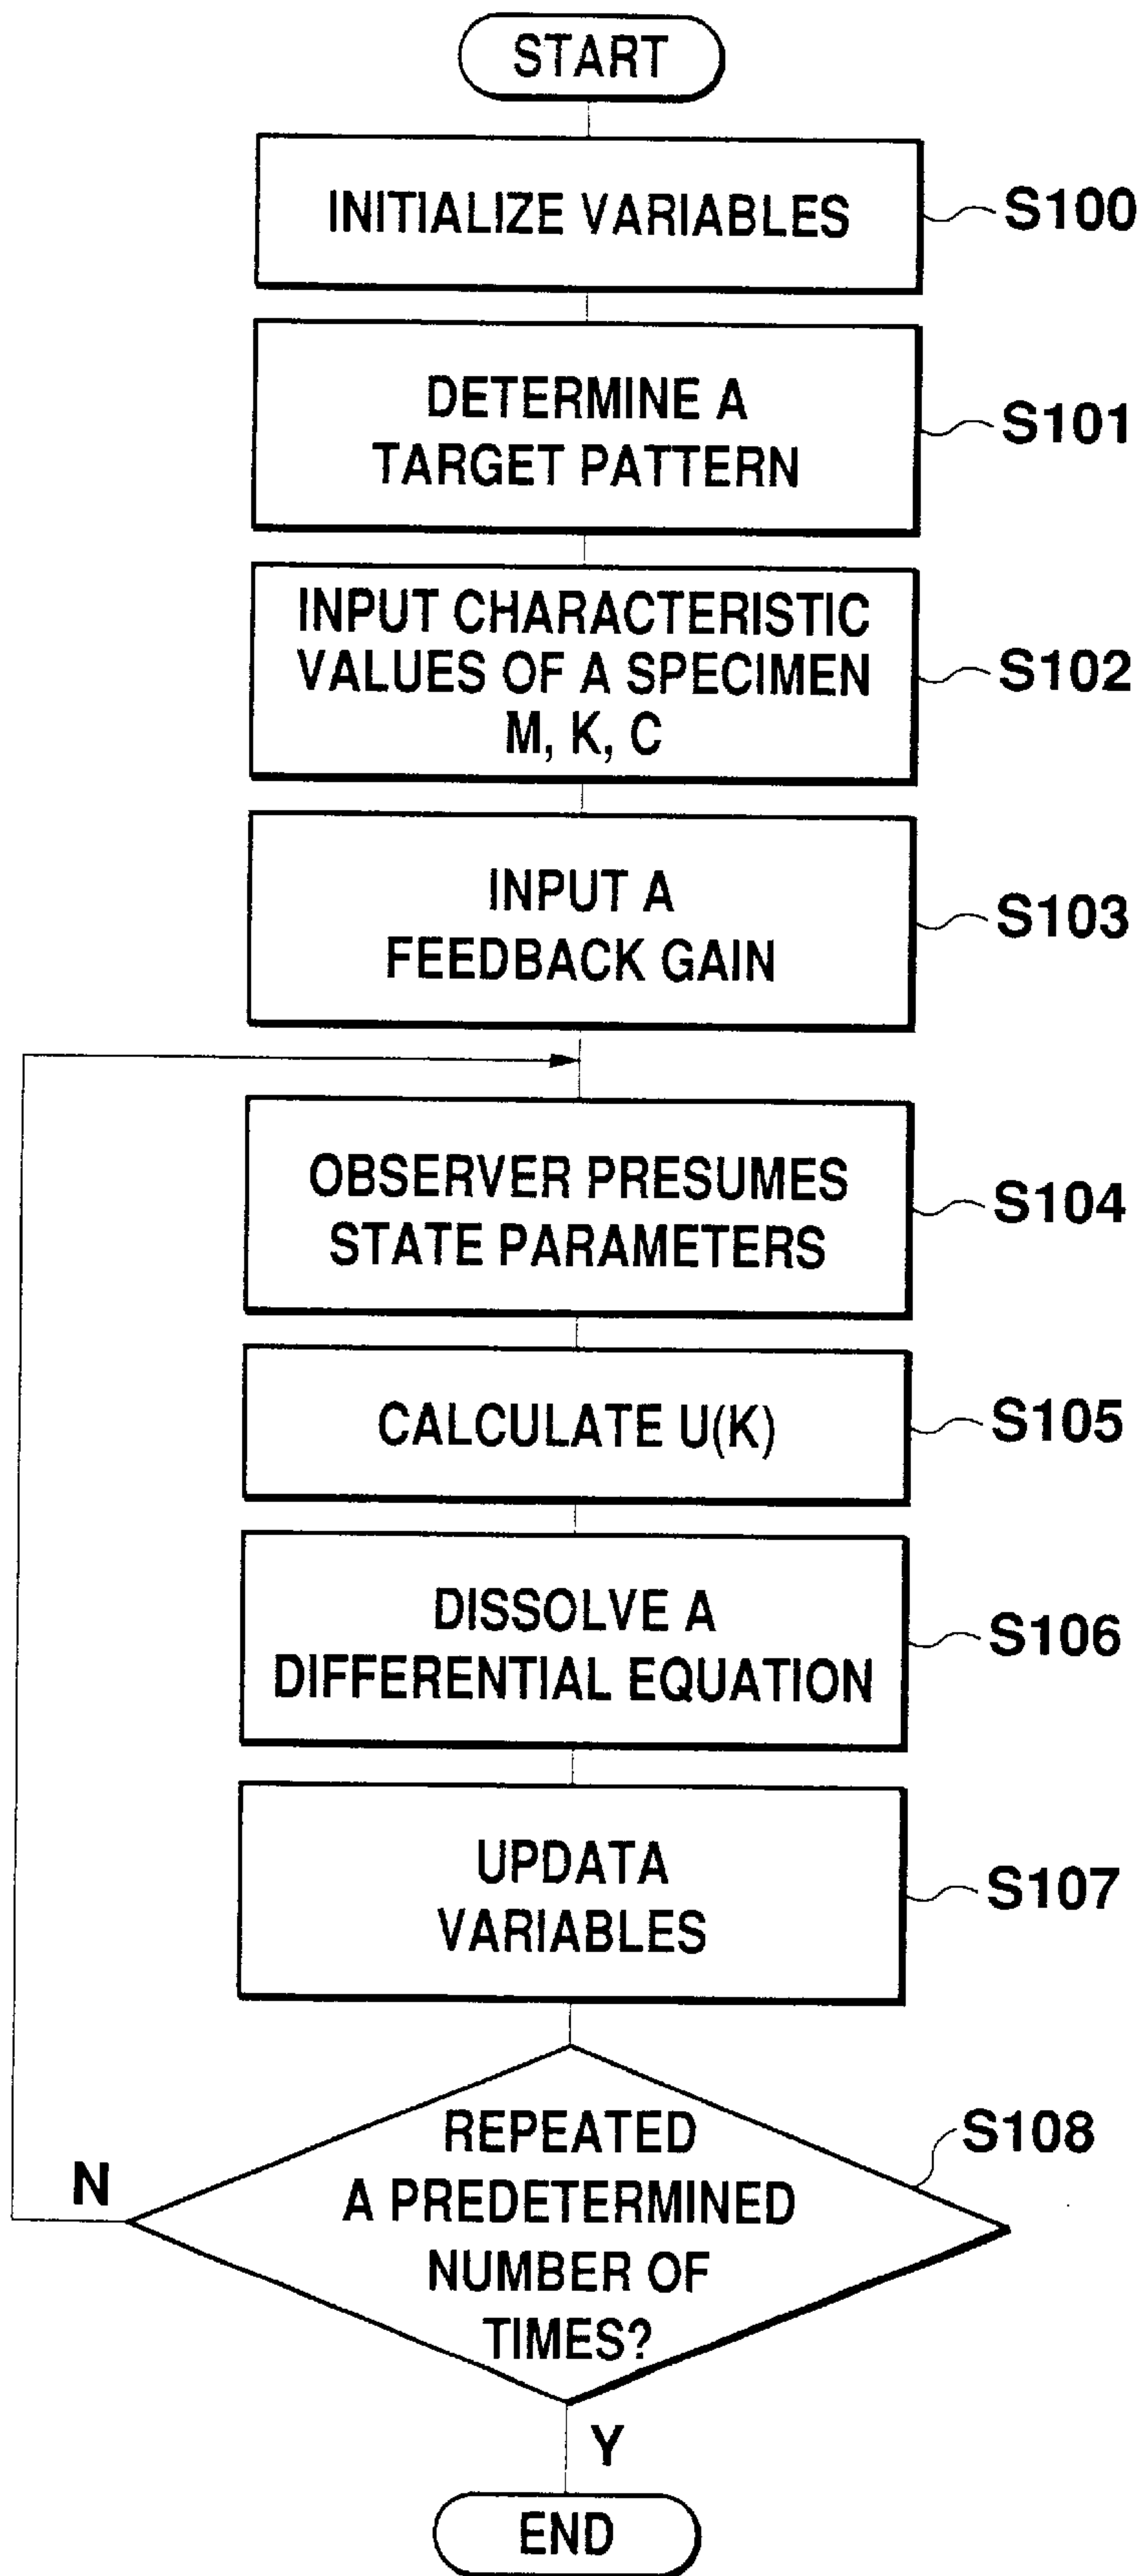 START
INITIALIZE VARIABLES
S100
DETERMINE A
TARGET PATTERN
S101
INPUT CHARACTERISTIC
VALUES OF A SPECIMEN
M, K, C
S102
INPUT A
FEEDBACK GAIN
S103
OBSERVER PRESUMES
STATE PARAMETERS
S104
CALCULATE U(K)
S105
DISSOLVE A
DIFFERENTIAL EQUATION
S106
UPDATA
VARIABLES
S107
REPEATED
A PREDETERMINED
NUMBER OF
TIMES?
S108
N
Y
END